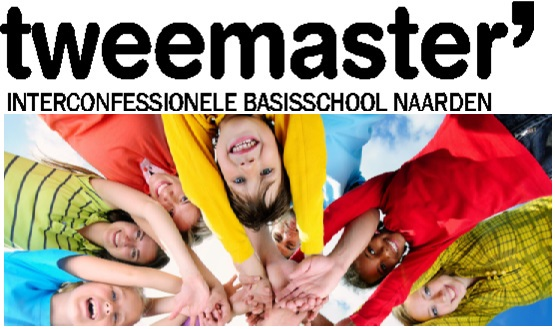 tweemaster'
INTERCONFESSIONELE BASISSCHOOL NAARDEN